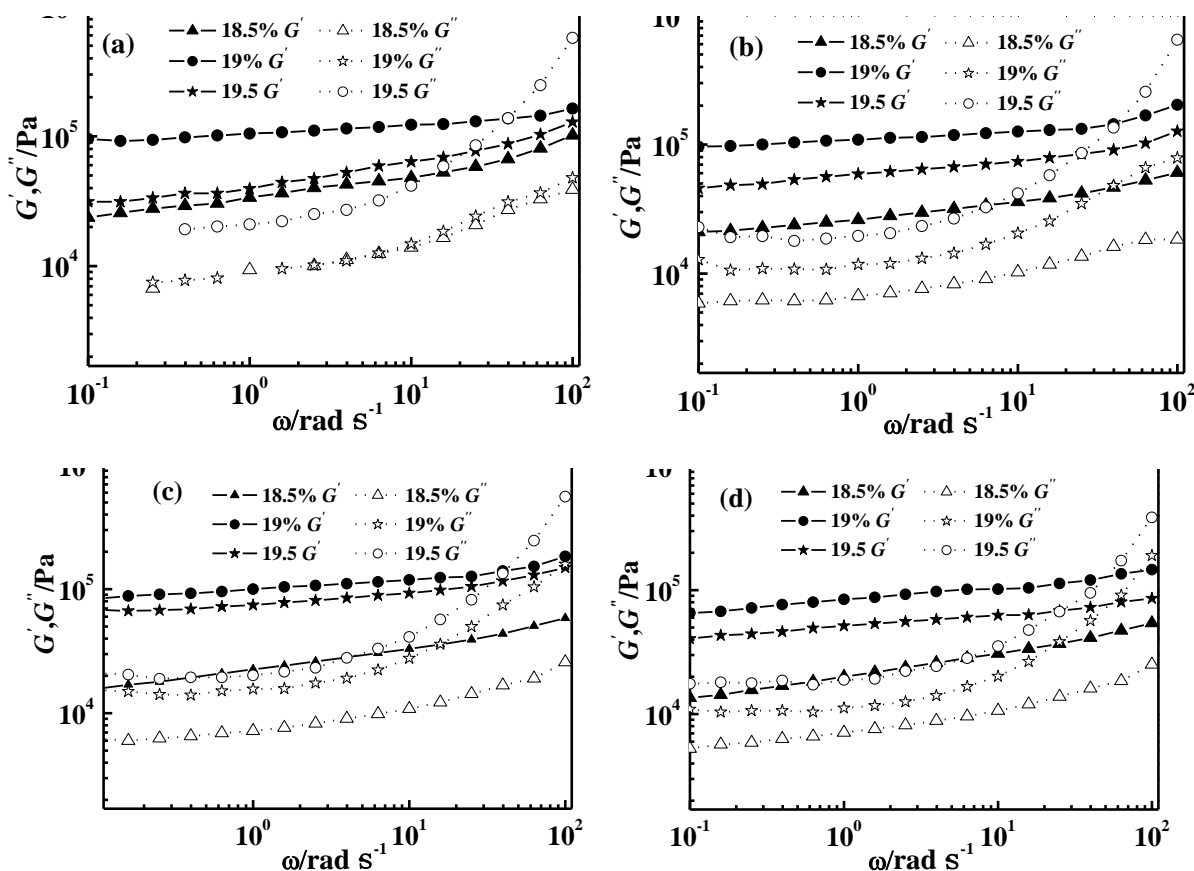 (a)
18.5% G′
18.5% G″
19% G′
19% G″
19.5 G′
19.5 G″
10⁵
10⁴
G′,G″/Pa
10⁻¹
10⁰
10¹
10²
ω/rad s⁻¹
(b)
18.5% G′
18.5% G″
19% G′
19% G″
19.5 G′
19.5 G″
10⁵
10⁴
G′,G″/Pa
10⁻¹
10⁰
10¹
10²
ω/rad s⁻¹
(c)
18.5% G′
18.5% G″
19% G′
19% G″
19.5 G′
19.5 G″
10⁵
10⁴
G′,G″/Pa
10⁰
10¹
10²
ω/rad s⁻¹
(d)
18.5% G′
18.5% G″
19% G′
19% G″
19.5 G′
19.5 G″
10⁵
10⁴
G′,G″/Pa
10⁻¹
10⁰
10¹
10²
ω/rad s⁻¹